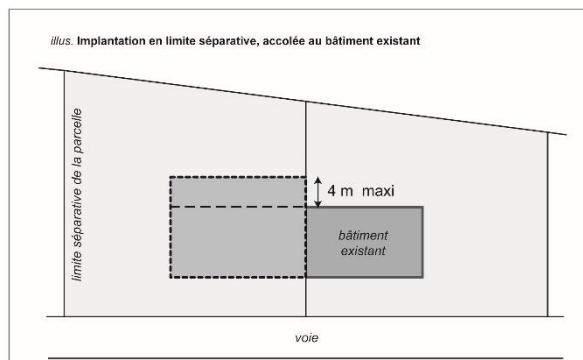 illus. Implantation en limite séparative, accolée au bâtiment existant
limite séparative de la parcelle
4 m maxi
bâtiment
existant
voie